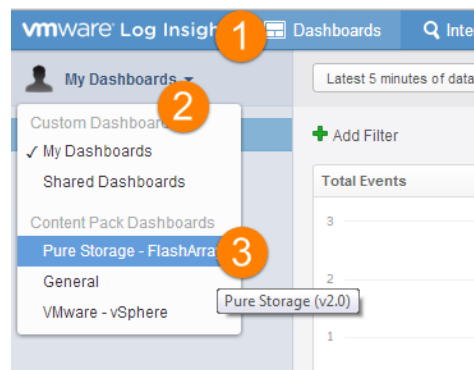 vmware Log Insigh 1 Dashboards Inte
My Dashboards Latest 5 minutes of data
2
Custom Dashboar
✓ My Dashboards
Add Filter
Shared Dashboards
Total Events
3
Content Pack Dashboards
Pure Storage - FlashArra 3
General
2
Pure Storage (v2.0)
VMware - vSphere
1